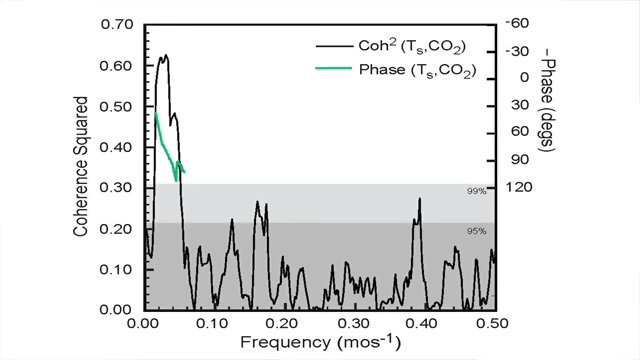 0.70
0.60
0.50
0.40
0.30
0.20
0.10
0.00
Coherence Squared
Coh² (Tₛ,CO₂)
Phase (Tₛ,CO₂)
99%
95%
-60
-30
0
30
60
90
120
–Phase (degs)
0.00 0.10 0.20 0.30 0.40 0.50
Frequency (mos⁻¹)